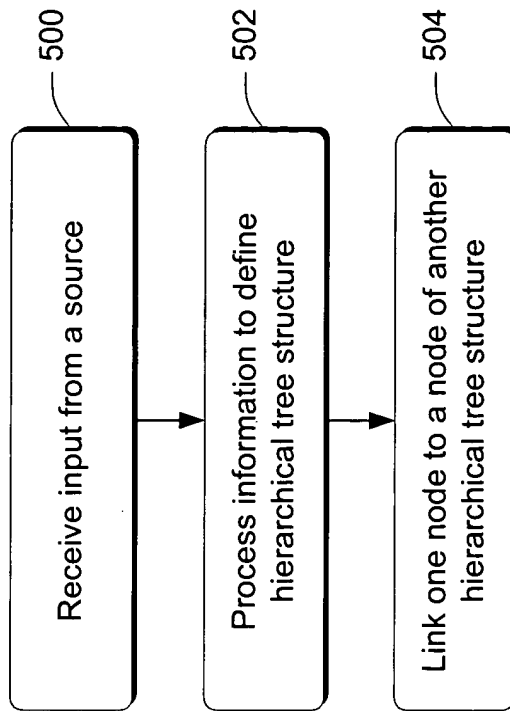 Receive input from a source
500
Process information to define
hierarchical tree structure
502
Link one node to a node of another
hierarchical tree structure
504